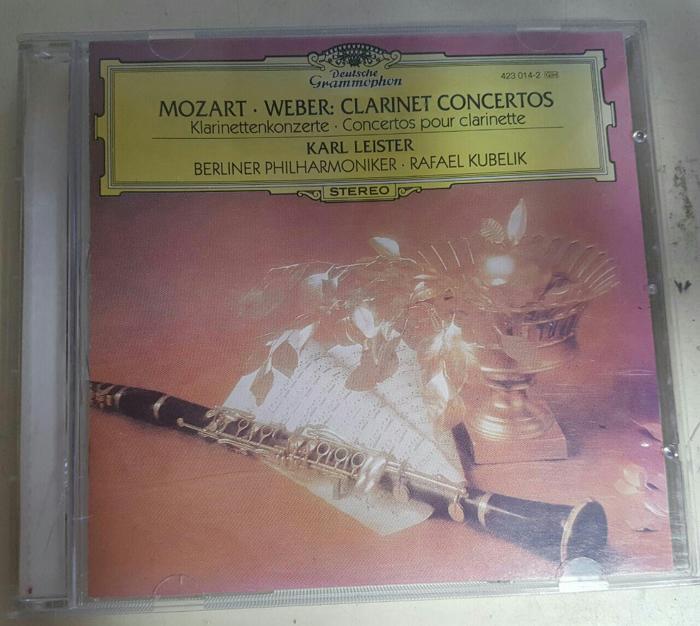 Deutsche
Grammophon
423 014-2 GH
MOZART · WEBER: CLARINET CONCERTOS
Klarinettenkonzerte · Concertos pour clarinette
KARL LEISTER
BERLINER PHILHARMONIKER · RAFAEL KUBELIK
STEREO